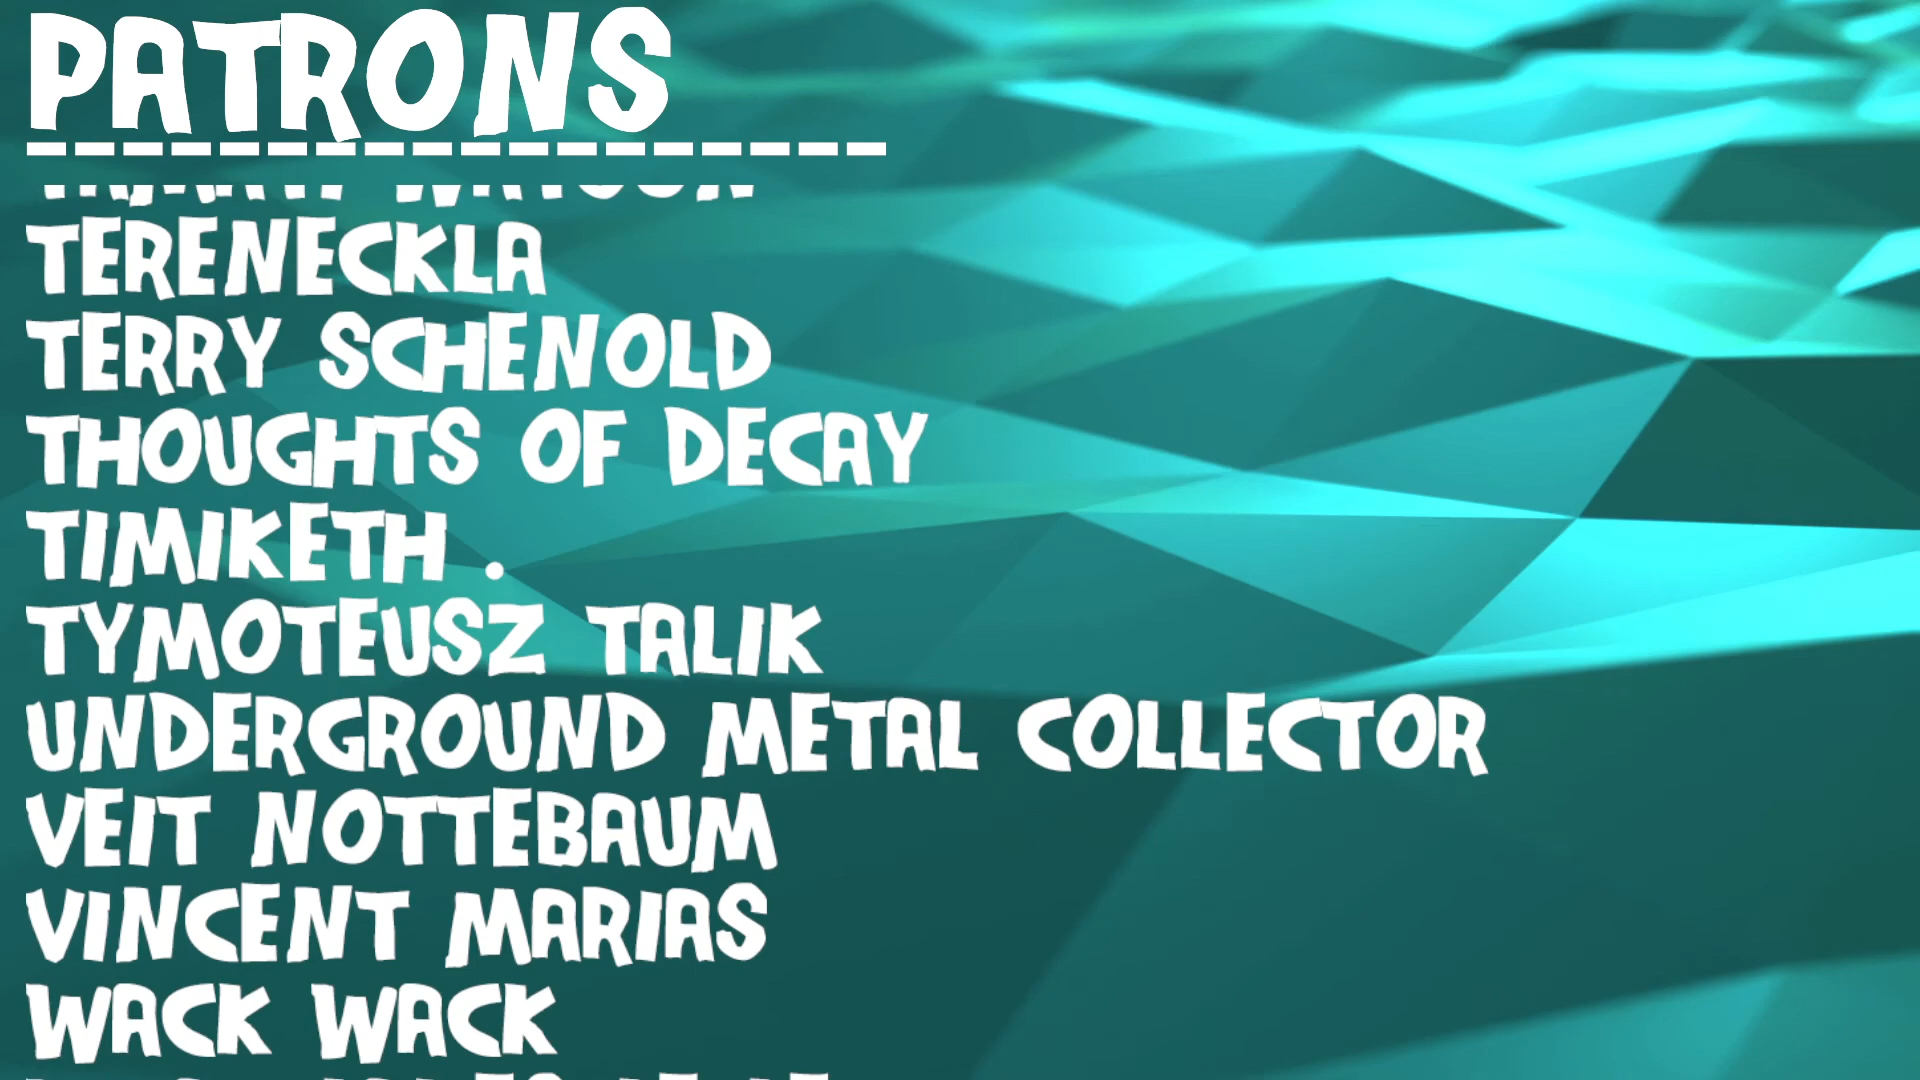 PATRONS
------------------
TERENECKLA
TERRY SCHENOLD
THOUGHTS OF DECAY
TIMIKETH .
TYMOTEUSZ TALIK
UNDERGROUND METAL COLLECTOR
VEIT NOTTEBAUM
VINCENT MARIAS
WACK WACK